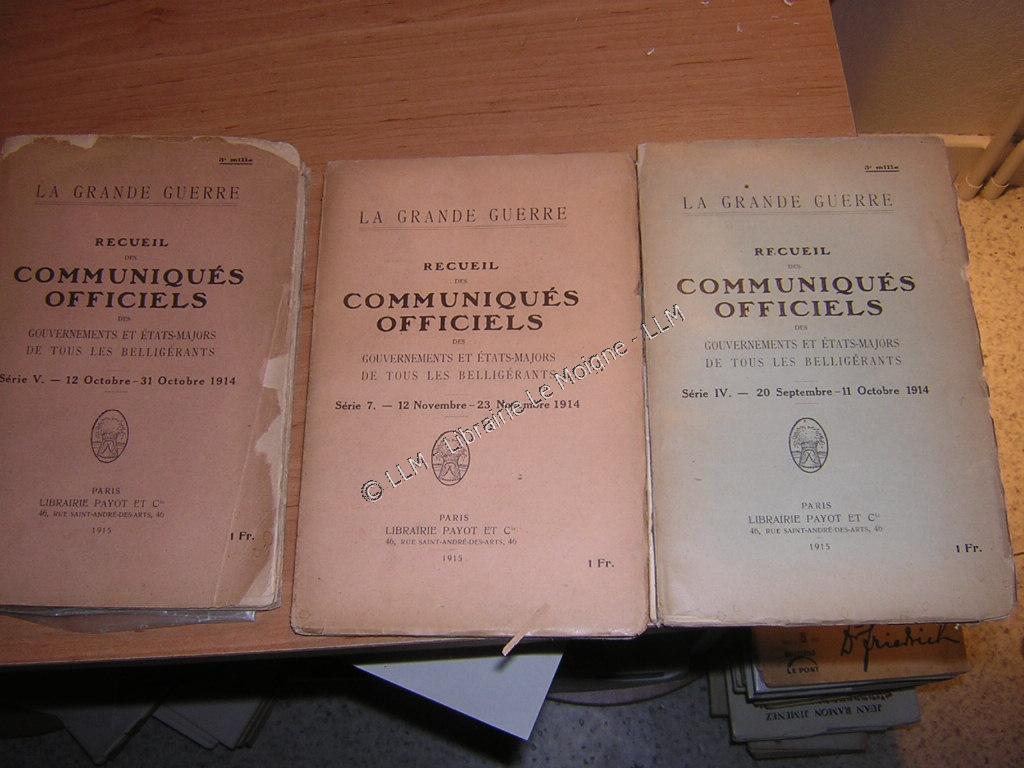 3e mille
LA GRANDE GUERRE
RECUEIL
DES
COMMUNIQUÉS
OFFICIELS
DES
GOUVERNEMENTS ET ÉTATS-MAJORS
DE TOUS LES BELLIGÉRANTS
Série V. — 12 Octobre-31 Octobre 1914
PARIS
LIBRAIRIE PAYOT ET Cie
46, RUE SAINT-ANDRÉ-DES-ARTS, 46
1915
1 Fr.
LA GRANDE GUERRE
RECUEIL
DES
COMMUNIQUÉS
OFFICIELS
DES
GOUVERNEMENTS ET ÉTATS-MAJORS
DE TOUS LES BELLIGÉRANTS
Série 7. — 12 Novembre-23 Novembre 1914
PARIS
LIBRAIRIE PAYOT ET Cie
46, RUE SAINT-ANDRÉ-DES-ARTS, 46
1915
1 Fr.
3e mille
LA GRANDE GUERRE
RECUEIL
DES
COMMUNIQUÉS
OFFICIELS
DES
GOUVERNEMENTS ET ÉTATS-MAJORS
DE TOUS LES BELLIGÉRANTS
Série IV. — 20 Septembre-11 Octobre 1914
PARIS
LIBRAIRIE PAYOT ET Cie
46, RUE SAINT-ANDRÉ-DES-ARTS, 46
1915
1 Fr.
© LLM - Librairie Le Moigne - LLM
8
LE PONT
Dr friedrich
JUAN RAMON JIMENEZ